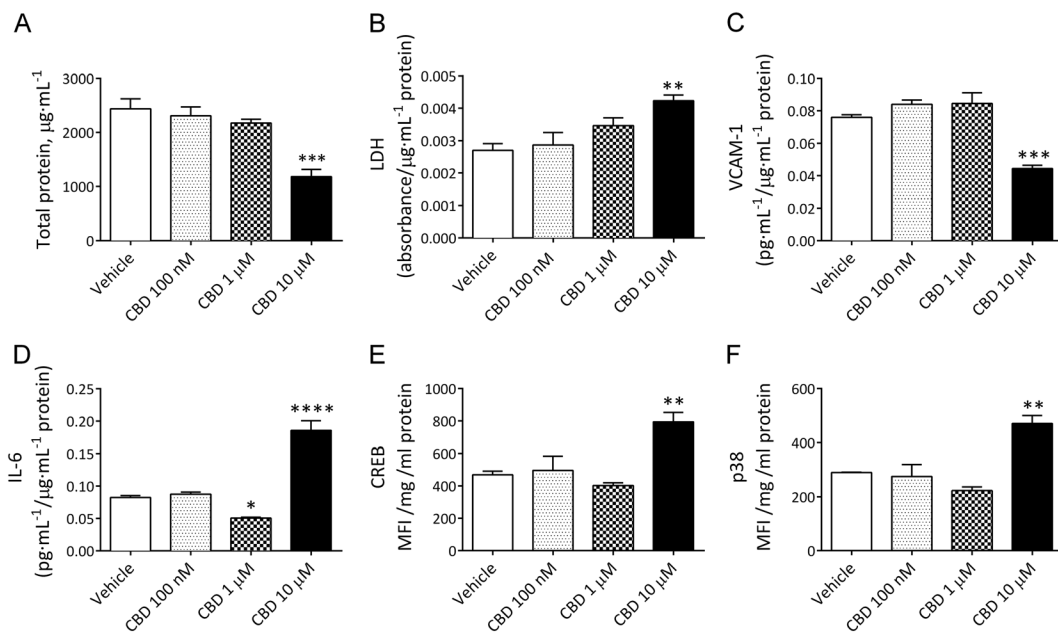 A
Total protein, µg·mL⁻¹
3000
2000
1000
0
***
Vehicle
CBD 100 nM
CBD 1 µM
CBD 10 µM
B
LDH
(absorbance/µg·mL⁻¹ protein)
0.005
0.004
0.003
0.002
0.001
0.000
**
Vehicle
CBD 100 nM
CBD 1 µM
CBD 10 µM
C
VCAM-1
(pg·mL⁻¹/µg·mL⁻¹ protein)
0.10
0.08
0.06
0.04
0.02
0.00
***
Vehicle
CBD 100 nM
CBD 1 µM
CBD 10 µM
D
IL-6
(pg·mL⁻¹/µg·mL⁻¹ protein)
0.25
0.20
0.15
0.10
0.05
0.00
*
****
Vehicle
CBD 100 nM
CBD 1 µM
CBD 10 µM
E
CREB
MFI /mg /ml protein
1000
800
600
400
200
0
**
Vehicle
CBD 100 nM
CBD 1 µM
CBD 10 µM
F
p38
MFI /mg /ml protein
600
400
200
0
**
Vehicle
CBD 100 nM
CBD 1 µM
CBD 10 µM